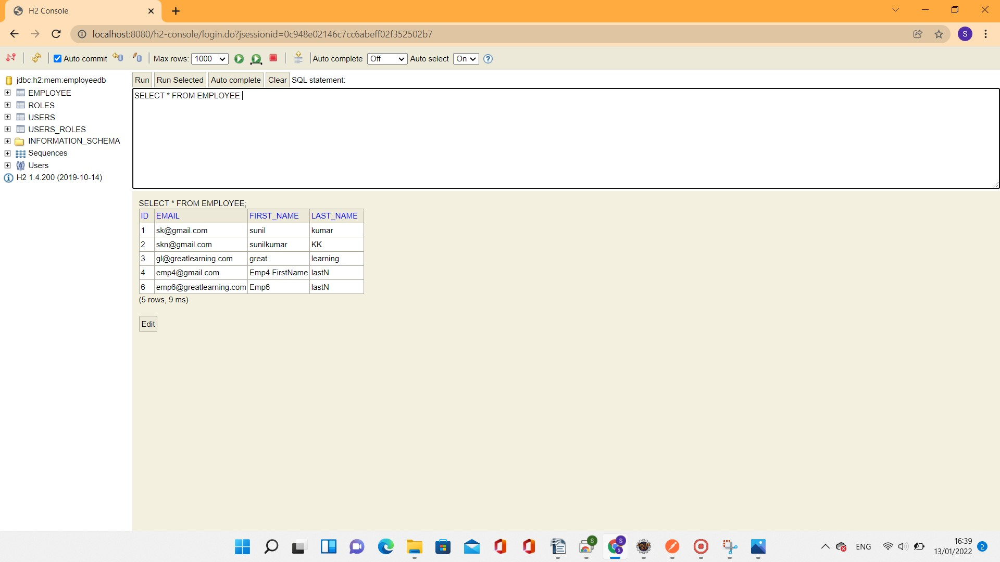 H2 Console
localhost:8080/h2-console/login.do?jsessionid=0c948e02146c7cc6abeff02f352502b7
S
Auto commit
Max rows: 1000
Auto complete Off
Auto select On
?
jdbc:h2:mem:employeedb
EMPLOYEE
ROLES
USERS
USERS_ROLES
INFORMATION_SCHEMA
Sequences
Users
H2 1.4.200 (2019-10-14)
Run Run Selected Auto complete Clear SQL statement:
SELECT * FROM EMPLOYEE
SELECT * FROM EMPLOYEE;
ID EMAIL FIRST_NAME LAST_NAME
1 sk@gmail.com sunil kumar
2 skn@gmail.com sunilkumar KK
3 gl@greatlearning.com great learning
4 emp4@gmail.com Emp4 FirstName lastN
6 emp6@greatlearning.com Emp6 lastN
(5 rows, 9 ms)
Edit
S
S
S
ENG
16:39
13/01/2022
2